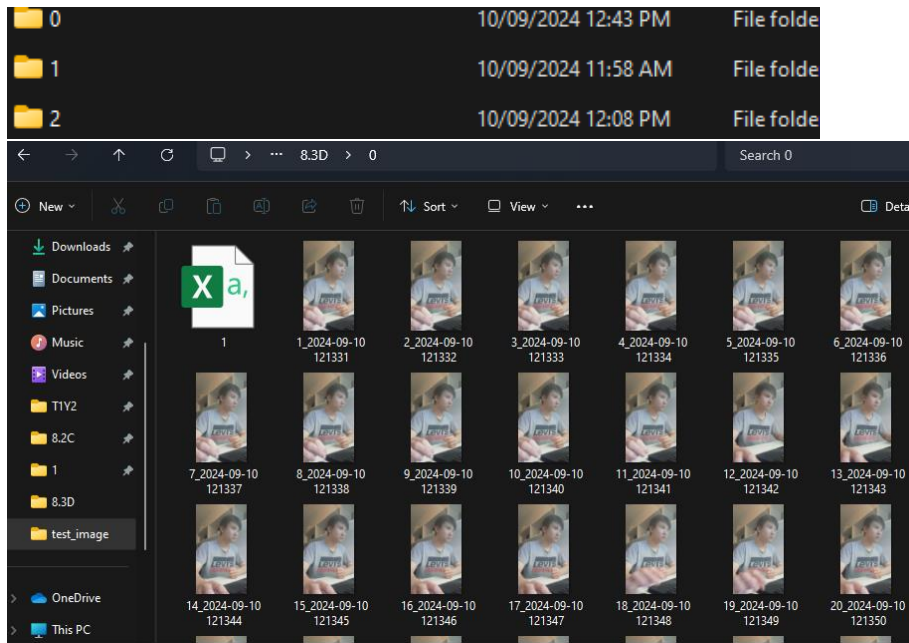 0 10/09/2024 12:43 PM File folde
1 10/09/2024 11:58 AM File folde
2 10/09/2024 12:08 PM File folde
8.3D > 0 Search 0
New Sort View ... Deta
Downloads
Documents
Pictures
Music
Videos
T1Y2
8.2C
1
8.3D
test_image
OneDrive
This PC
X a,
1 1_2024-09-10 2_2024-09-10 3_2024-09-10 4_2024-09-10 5_2024-09-10 6_2024-09-10
121331 121332 121333 121334 121335 121336
7_2024-09-10 8_2024-09-10 9_2024-09-10 10_2024-09-10 11_2024-09-10 12_2024-09-10 13_2024-09-10
121337 121338 121339 121340 121341 121342 121343
14_2024-09-10 15_2024-09-10 16_2024-09-10 17_2024-09-10 18_2024-09-10 19_2024-09-10 20_2024-09-10
121344 121345 121346 121347 121348 121349 121350